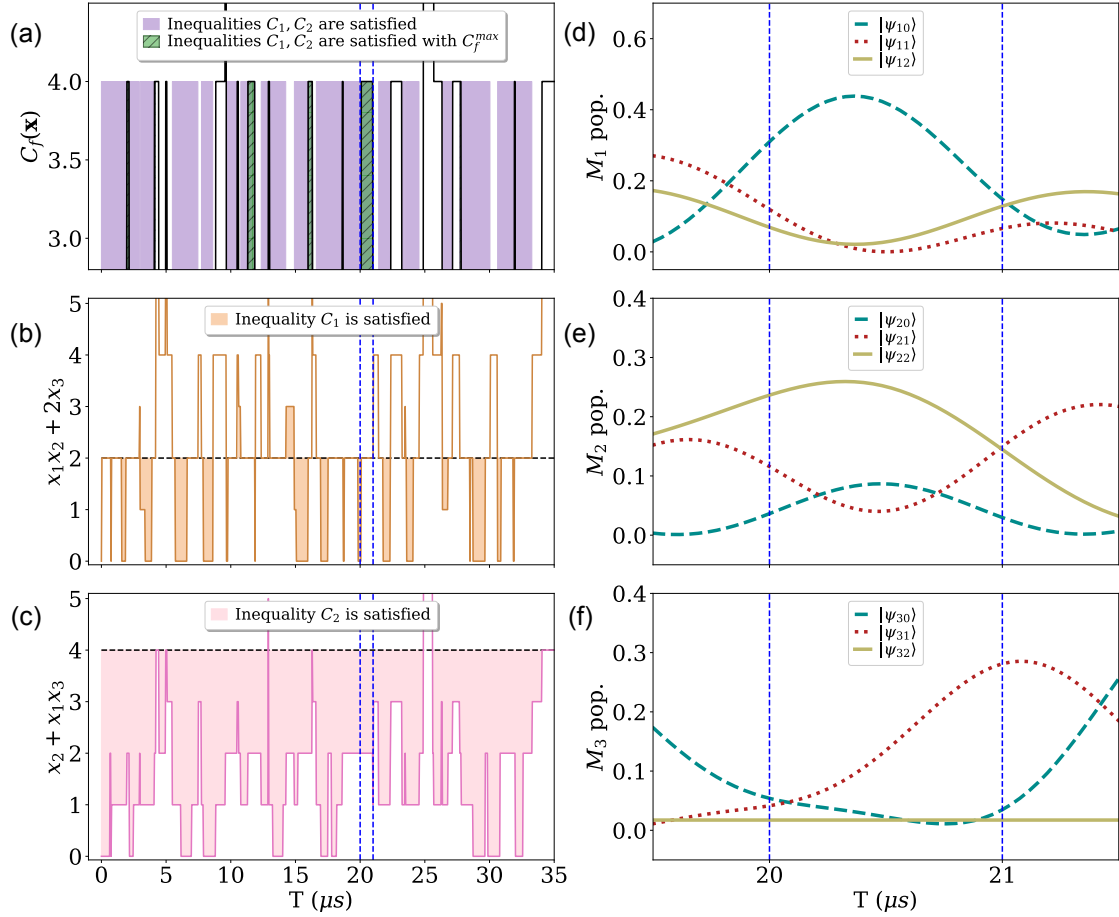 (a)
Inequalities C₁, C₂ are satisfied
Inequalities C₁, C₂ are satisfied with C_f^{max}
C_f(x)
4.0
3.5
3.0
(b)
Inequality C₁ is satisfied
x₁x₂ + 2x₃
5
4
3
2
1
0
(c)
Inequality C₂ is satisfied
x₂ + x₁x₃
5
4
3
2
1
0
0 5 10 15 20 25 30 35
T (μs)
(d)
|ψ₁₀⟩
|ψ₁₁⟩
|ψ₁₂⟩
M₁ pop.
0.6
0.4
0.2
0.0
(e)
|ψ₂₀⟩
|ψ₂₁⟩
|ψ₂₂⟩
M₂ pop.
0.4
0.3
0.2
0.1
0.0
(f)
|ψ₃₀⟩
|ψ₃₁⟩
|ψ₃₂⟩
M₃ pop.
0.4
0.3
0.2
0.1
0.0
20 21
T (μs)